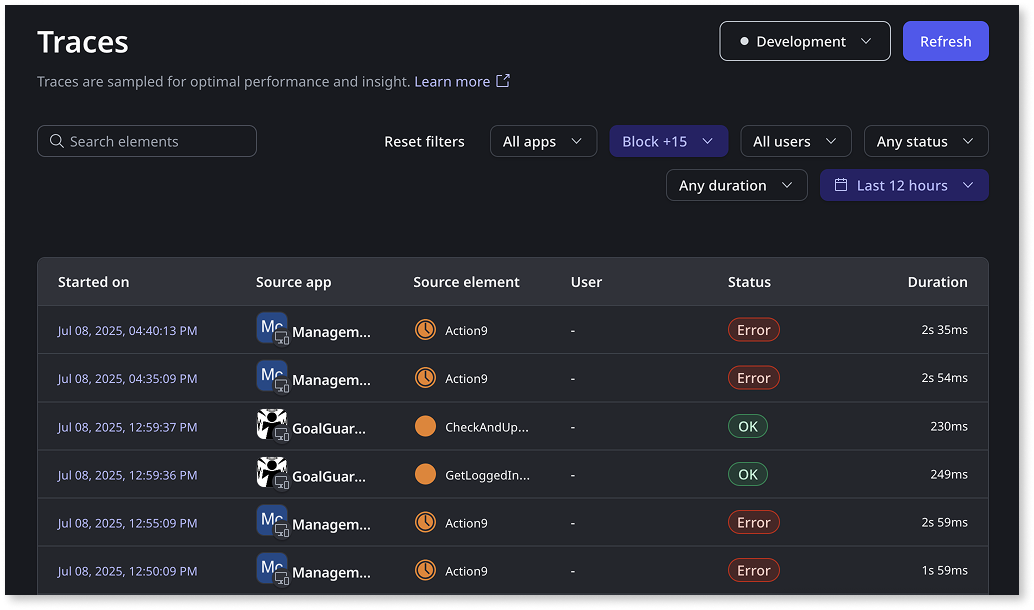 Traces
Development
Refresh
Traces are sampled for optimal performance and insight. Learn more
Search elements
Reset filters
All apps
Block +15
All users
Any status
Any duration
Last 12 hours
Started on Source app Source element User Status Duration
Jul 08, 2025, 04:40:13 PM Managem... Action9 - Error 2s 35ms
Jul 08, 2025, 04:35:09 PM Managem... Action9 - Error 2s 54ms
Jul 08, 2025, 12:59:37 PM GoalGuar... CheckAndUp... - OK 230ms
Jul 08, 2025, 12:59:36 PM GoalGuar... GetLoggedIn... - OK 249ms
Jul 08, 2025, 12:55:09 PM Managem... Action9 - Error 2s 59ms
Jul 08, 2025, 12:50:09 PM Managem... Action9 - Error 1s 59ms